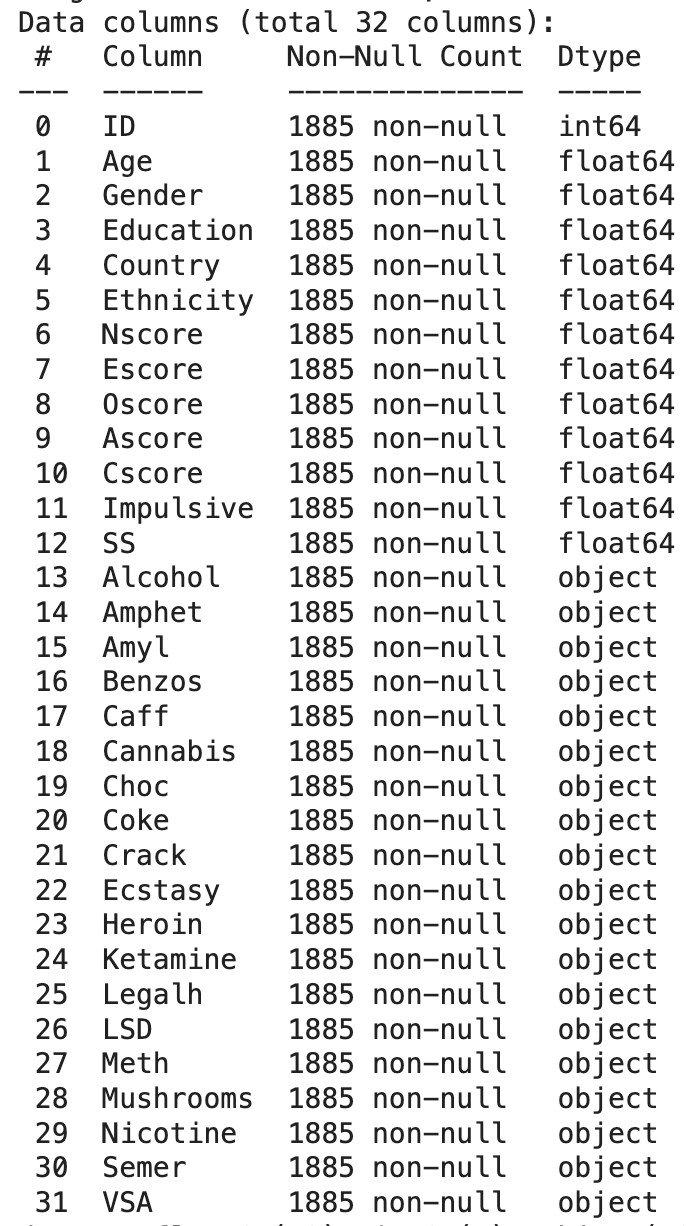 Data columns (total 32 columns):
 #   Column     Non-Null Count  Dtype
---  ------     --------------  -----
 0   ID         1885 non-null   int64
 1   Age        1885 non-null   float64
 2   Gender     1885 non-null   float64
 3   Education  1885 non-null   float64
 4   Country    1885 non-null   float64
 5   Ethnicity  1885 non-null   float64
 6   Nscore     1885 non-null   float64
 7   Escore     1885 non-null   float64
 8   Oscore     1885 non-null   float64
 9   Ascore     1885 non-null   float64
 10  Cscore     1885 non-null   float64
 11  Impulsive  1885 non-null   float64
 12  SS         1885 non-null   float64
 13  Alcohol    1885 non-null   object
 14  Amphet     1885 non-null   object
 15  Amyl       1885 non-null   object
 16  Benzos     1885 non-null   object
 17  Caff       1885 non-null   object
 18  Cannabis   1885 non-null   object
 19  Choc       1885 non-null   object
 20  Coke       1885 non-null   object
 21  Crack      1885 non-null   object
 22  Ecstasy    1885 non-null   object
 23  Heroin     1885 non-null   object
 24  Ketamine   1885 non-null   object
 25  Legalh     1885 non-null   object
 26  LSD        1885 non-null   object
 27  Meth       1885 non-null   object
 28  Mushrooms  1885 non-null   object
 29  Nicotine   1885 non-null   object
 30  Semer      1885 non-null   object
 31  VSA        1885 non-null   object